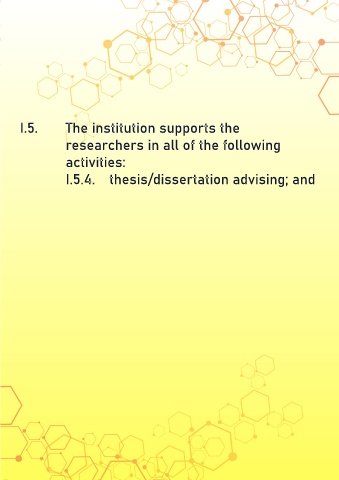 I.5. The institution supports the
researchers in all of the following
activities:
I.5.4. thesis/dissertation advising; and